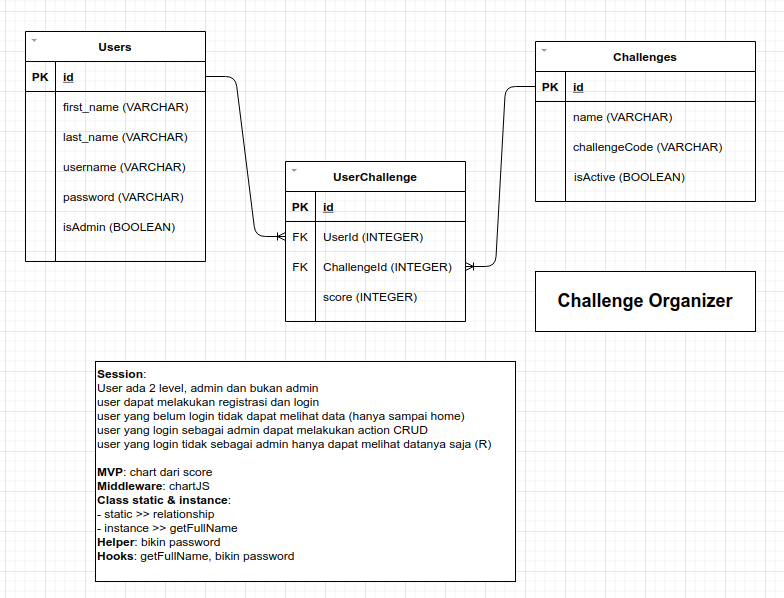 Users
PK id
first_name (VARCHAR)
last_name (VARCHAR)
username (VARCHAR)
password (VARCHAR)
isAdmin (BOOLEAN)
UserChallenge
PK id
FK UserId (INTEGER)
FK ChallengeId (INTEGER)
score (INTEGER)
Challenges
PK id
name (VARCHAR)
challengeCode (VARCHAR)
isActive (BOOLEAN)
Challenge Organizer
Session:
User ada 2 level, admin dan bukan admin
user dapat melakukan registrasi dan login
user yang belum login tidak dapat melihat data (hanya sampai home)
user yang login sebagai admin dapat melakukan action CRUD
user yang login tidak sebagai admin hanya dapat melihat datanya saja (R)
MVP: chart dari score
Middleware: chartJS
Class static & instance:
- static >> relationship
- instance >> getFullName
Helper: bikin password
Hooks: getFullName, bikin password